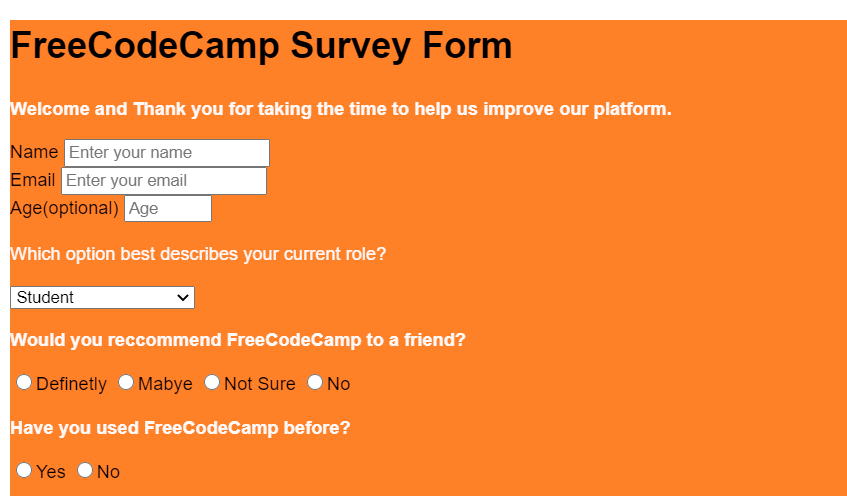 FreeCodeCamp Survey Form
Welcome and Thank you for taking the time to help us improve our platform.
Name Enter your name
Email Enter your email
Age(optional) Age
Which option best describes your current role?
Student
Would you reccommend FreeCodeCamp to a friend?
Definetly Mabye Not Sure No
Have you used FreeCodeCamp before?
Yes No